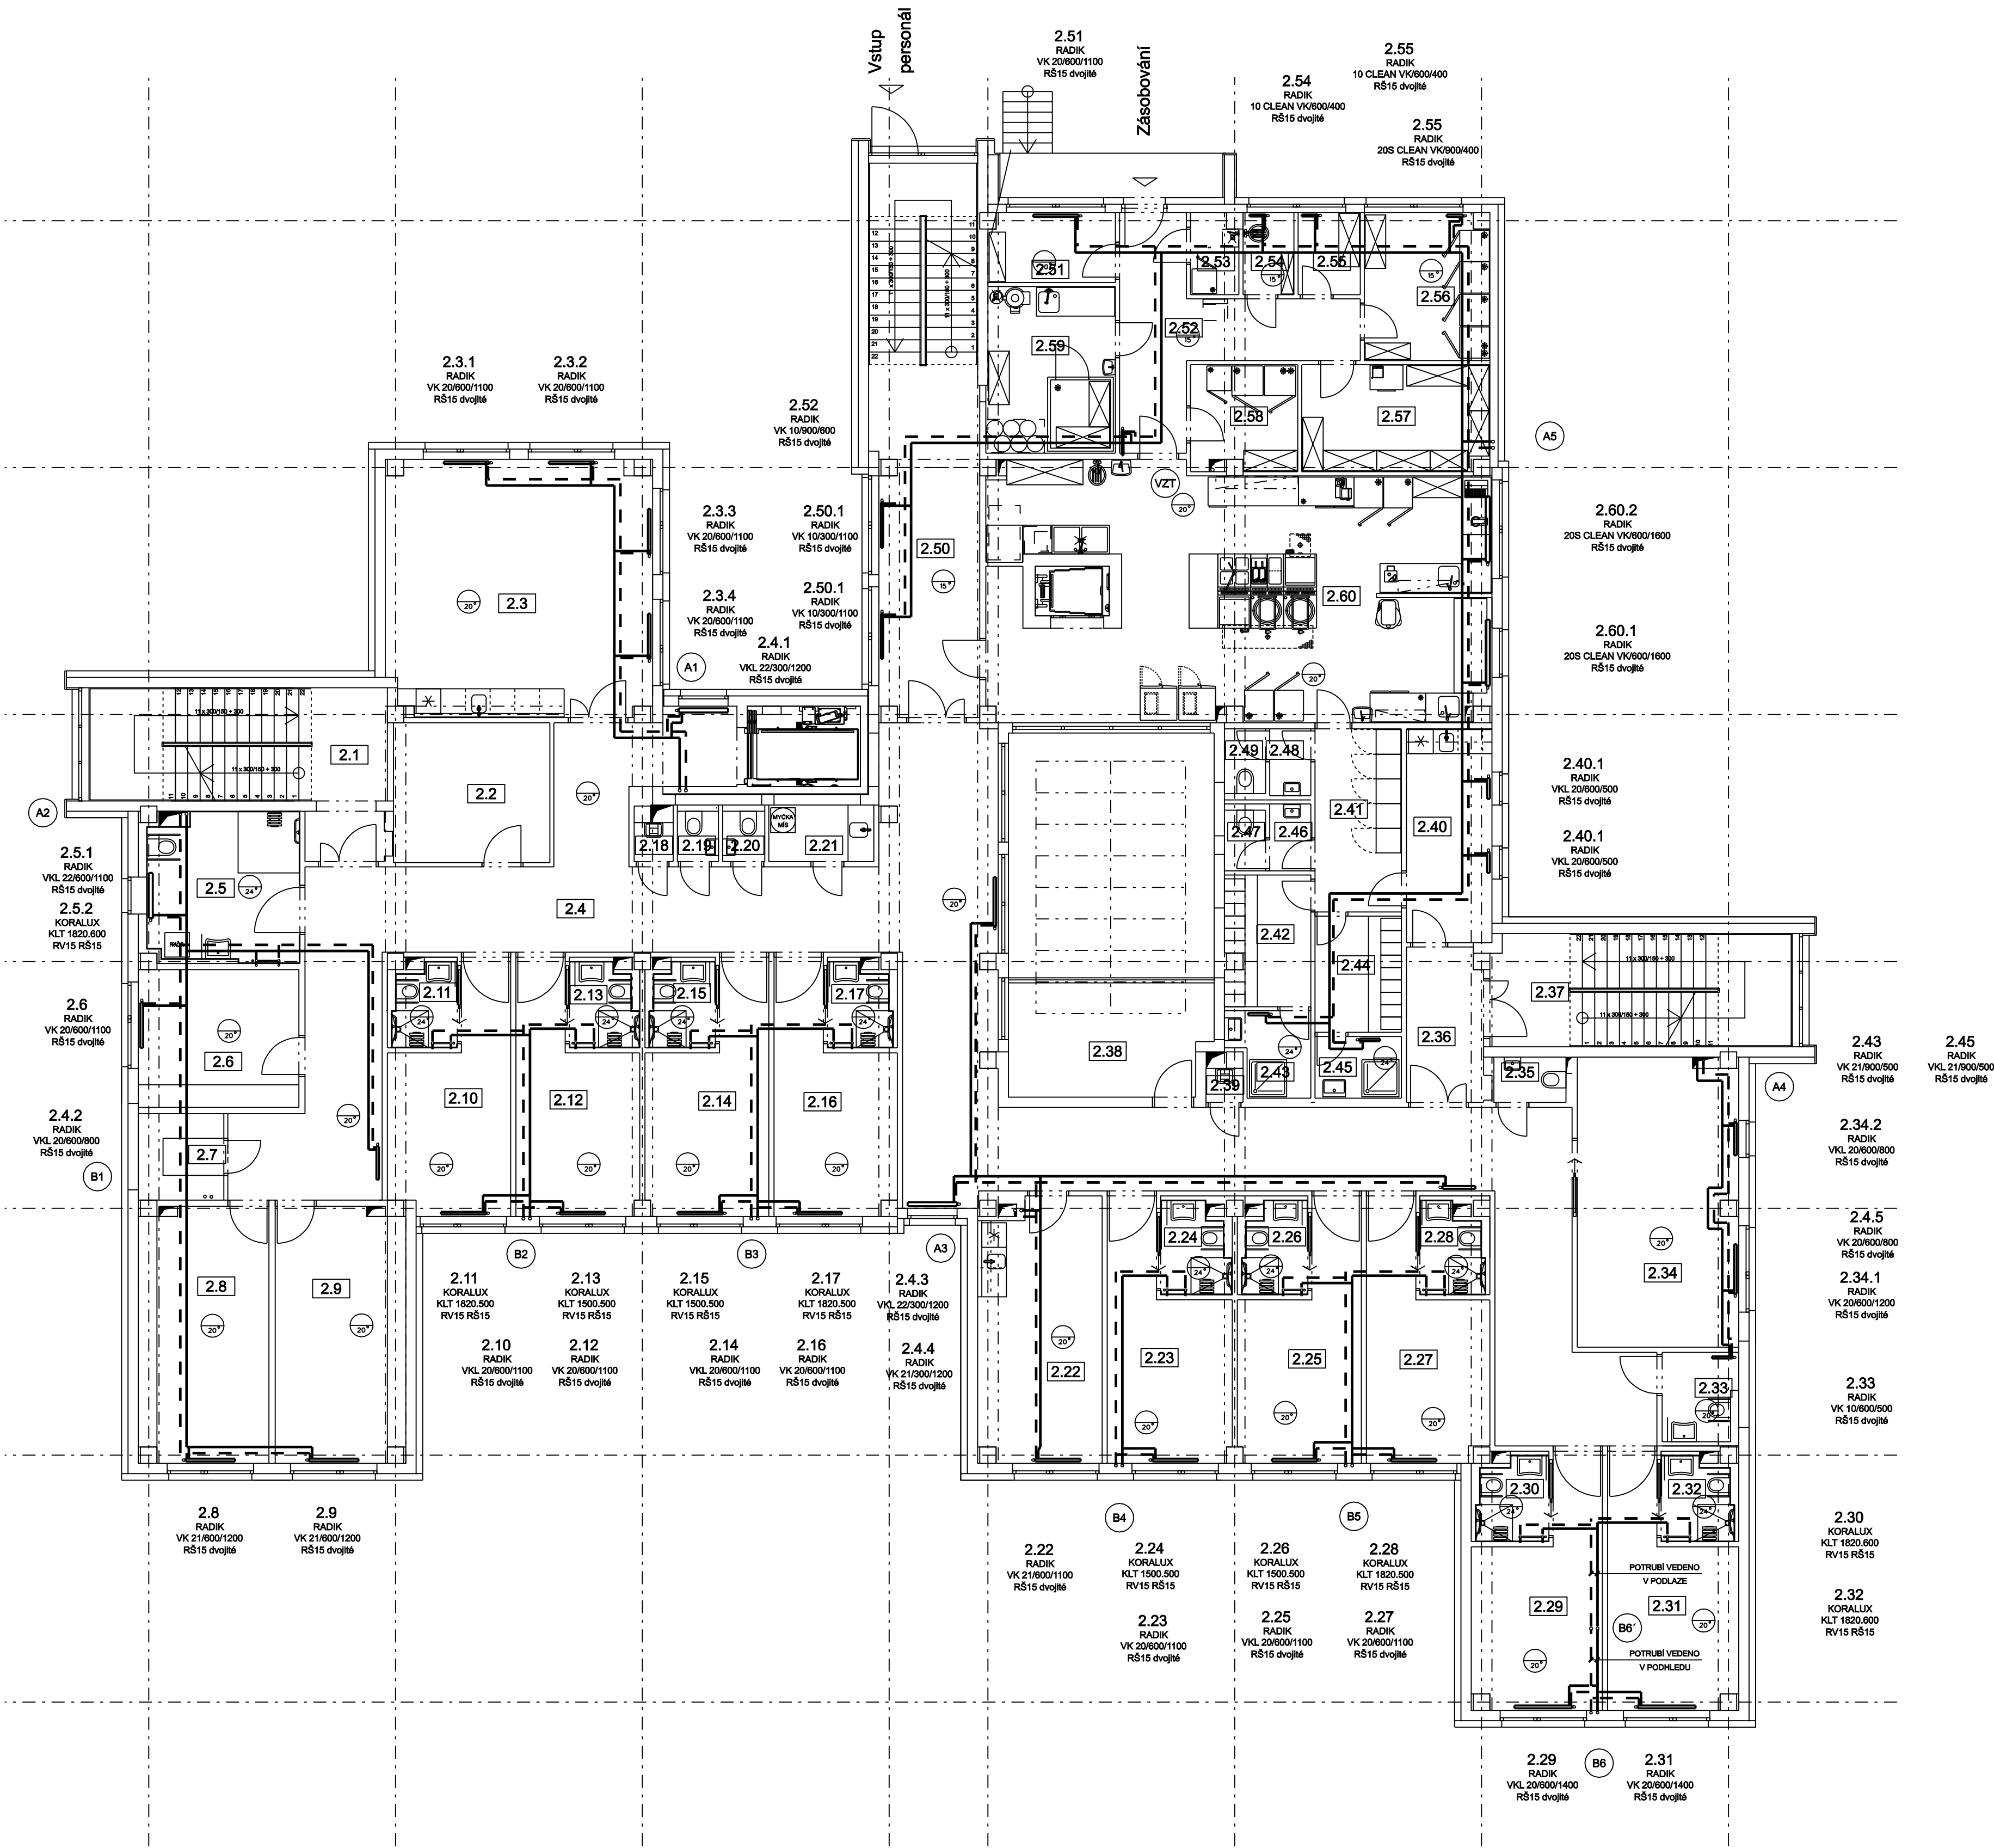 Vstup
personál
Zásobování
2.51
RADIK
VK 20/600/1100
RŠ15 dvojité
2.55
RADIK
10 CLEAN VK/600/400
RŠ15 dvojité
2.54
RADIK
10 CLEAN VK/600/400
RŠ15 dvojité
2.55
RADIK
20S CLEAN VK/900/400
RŠ15 dvojité
2.3.1
RADIK
VK 20/600/1100
RŠ15 dvojité
2.3.2
RADIK
VK 20/600/1100
RŠ15 dvojité
2.52
RADIK
VK 10/900/600
RŠ15 dvojité
2.3.3
RADIK
VK 20/600/1100
RŠ15 dvojité
2.50.1
RADIK
VK 10/300/1100
RŠ15 dvojité
2.3.4
RADIK
VK 20/600/1100
RŠ15 dvojité
2.50.1
RADIK
VK 10/300/1100
RŠ15 dvojité
2.4.1
RADIK
VKL 22/300/1200
RŠ15 dvojité
2.60.2
RADIK
20S CLEAN VK/600/1600
RŠ15 dvojité
2.60.1
RADIK
20S CLEAN VK/600/1600
RŠ15 dvojité
2.40.1
RADIK
VKL 20/600/500
RŠ15 dvojité
2.40.1
RADIK
VKL 20/600/500
RŠ15 dvojité
2.5.1
RADIK
VKL 22/600/1100
RŠ15 dvojité
2.5.2
KORALUX
KLT 1820.600
RV15 RŠ15
2.6
RADIK
VK 20/600/1100
RŠ15 dvojité
2.4.2
RADIK
VKL 20/600/800
RŠ15 dvojité
2.43
RADIK
VK 21/900/500
RŠ15 dvojité
2.45
RADIK
VKL 21/900/500
RŠ15 dvojité
2.34.2
RADIK
VKL 20/600/800
RŠ15 dvojité
2.4.5
RADIK
VK 20/600/800
RŠ15 dvojité
2.34.1
RADIK
VK 20/600/1200
RŠ15 dvojité
2.33
RADIK
VK 10/600/500
RŠ15 dvojité
2.11
KORALUX
KLT 1820.500
RV15 RŠ15
2.13
KORALUX
KLT 1500.500
RV15 RŠ15
2.15
KORALUX
KLT 1500.500
RV15 RŠ15
2.17
KORALUX
KLT 1820.500
RV15 RŠ15
2.4.3
RADIK
VKL 22/300/1200
RŠ15 dvojité
2.10
RADIK
VKL 20/600/1100
RŠ15 dvojité
2.12
RADIK
VK 20/600/1100
RŠ15 dvojité
2.14
RADIK
VKL 20/600/1100
RŠ15 dvojité
2.16
RADIK
VK 20/600/1100
RŠ15 dvojité
2.4.4
RADIK
VK 21/300/1200
RŠ15 dvojité
2.8
RADIK
VK 21/600/1200
RŠ15 dvojité
2.9
RADIK
VK 21/600/1200
RŠ15 dvojité
2.22
RADIK
VK 21/600/1100
RŠ15 dvojité
2.24
KORALUX
KLT 1500.500
RV15 RŠ15
2.26
KORALUX
KLT 1500.500
RV15 RŠ15
2.28
KORALUX
KLT 1820.500
RV15 RŠ15
2.23
RADIK
VK 20/600/1100
RŠ15 dvojité
2.25
RADIK
VKL 20/600/1100
RŠ15 dvojité
2.27
RADIK
VK 20/600/1100
RŠ15 dvojité
2.30
KORALUX
KLT 1820.600
RV15 RŠ15
2.32
KORALUX
KLT 1820.600
RV15 RŠ15
2.29
RADIK
VKL 20/600/1400
RŠ15 dvojité
2.31
RADIK
VK 20/600/1400
RŠ15 dvojité
POTRUBÍ VEDENO
V PODLAZE
POTRUBÍ VEDENO
V PODHLEDU
MYČKA
MÍS
VZT
A1
A2
A3
A4
A5
B1
B2
B3
B4
B5
B6
B6´
2.1
2.2
2.3
2.4
2.5
2.6
2.7
2.8
2.9
2.10
2.11
2.12
2.13
2.14
2.15
2.16
2.17
2.18
2.19
2.20
2.21
2.22
2.23
2.24
2.25
2.26
2.27
2.28
2.29
2.30
2.31
2.32
2.33
2.34
2.35
2.36
2.37
2.38
2.39
2.40
2.41
2.42
2.43
2.44
2.45
2.46
2.47
2.48
2.49
2.50
2.51
2.52
2.53
2.54
2.55
2.56
2.57
2.58
2.59
2.60